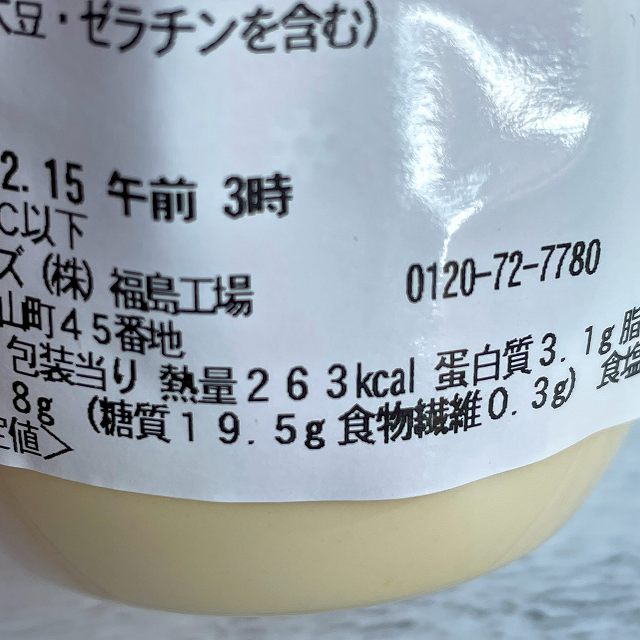 大豆・ゼラチンを含む）
2.15 午前 3時
℃以下
ズ（株）福島工場 0120-72-7780
山町45番地
包装当り 熱量263kcal 蛋白質3.1g 脂
8g （糖質19.5g 食物繊維0.3g） 食塩
定値＞